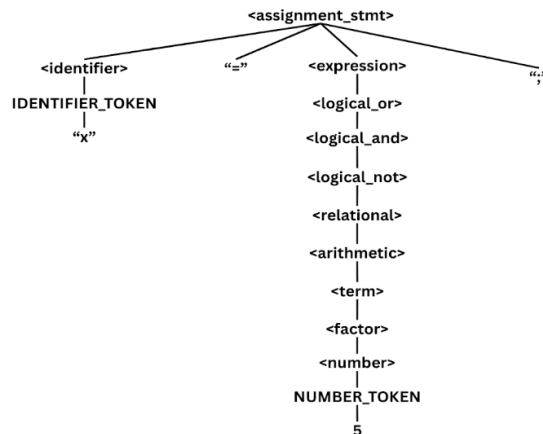 <assignment_stmt>
<identifier> “=” <expression> “;”
IDENTIFIER_TOKEN <logical_or>
“x” <logical_and>
<logical_not>
<relational>
<arithmetic>
<term>
<factor>
<number>
NUMBER_TOKEN
5